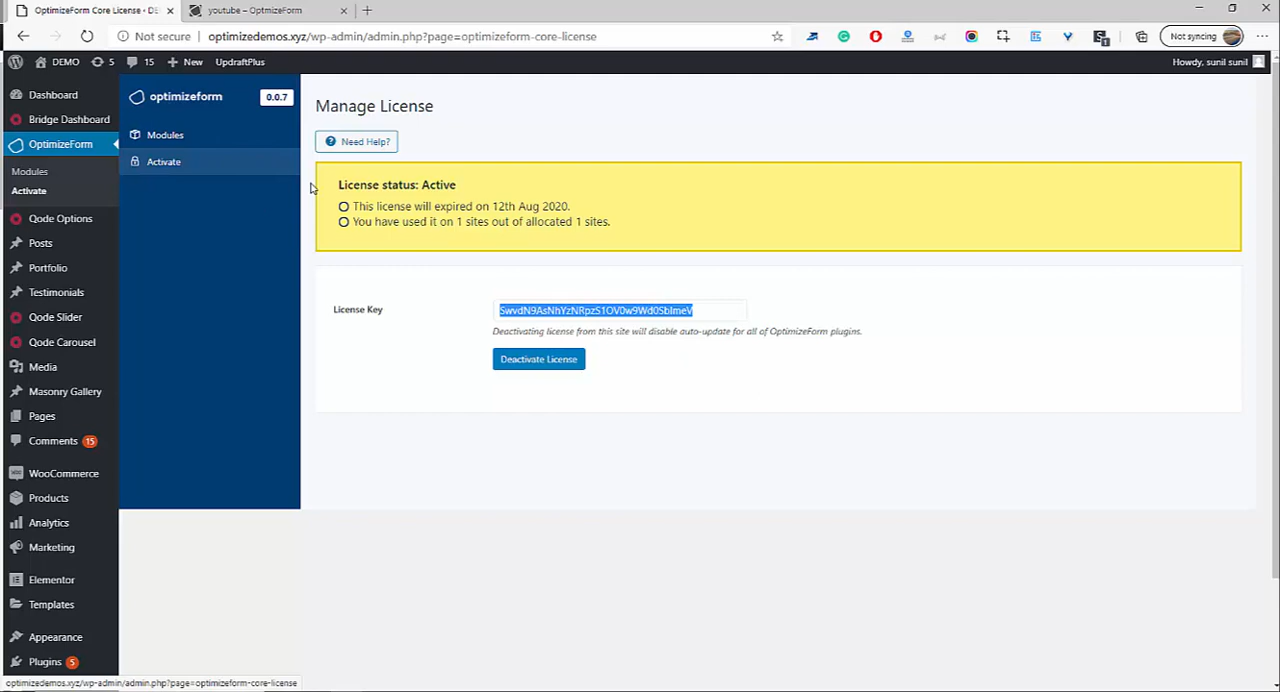 OptimizeForm Core License ‹ DE
youtube – OptmizeForm
Not secure
optimizedemos.xyz/wp-admin/admin.php?page=optimizeform-core-license
Not syncing
DEMO
5
15
New
UpdraftPlus
Howdy, sunil sunil
Dashboard
Bridge Dashboard
OptimizeForm
Modules
Activate
Qode Options
Posts
Portfolio
Testimonials
Qode Slider
Qode Carousel
Media
Masonry Gallery
Pages
Comments 15
WooCommerce
Products
Analytics
Marketing
Elementor
Templates
Appearance
Plugins 5
optimizeform
0.0.7
Modules
Activate
Manage License
Need Help?
License status: Active
This license will expired on 12th Aug 2020.
You have used it on 1 sites out of allocated 1 sites.
License Key
Deactivating license from this site will disable auto-update for all of OptimizeForm plugins.
Deactivate License
optimizedemos.xyz/wp-admin/admin.php?page=optimizeform-core-license